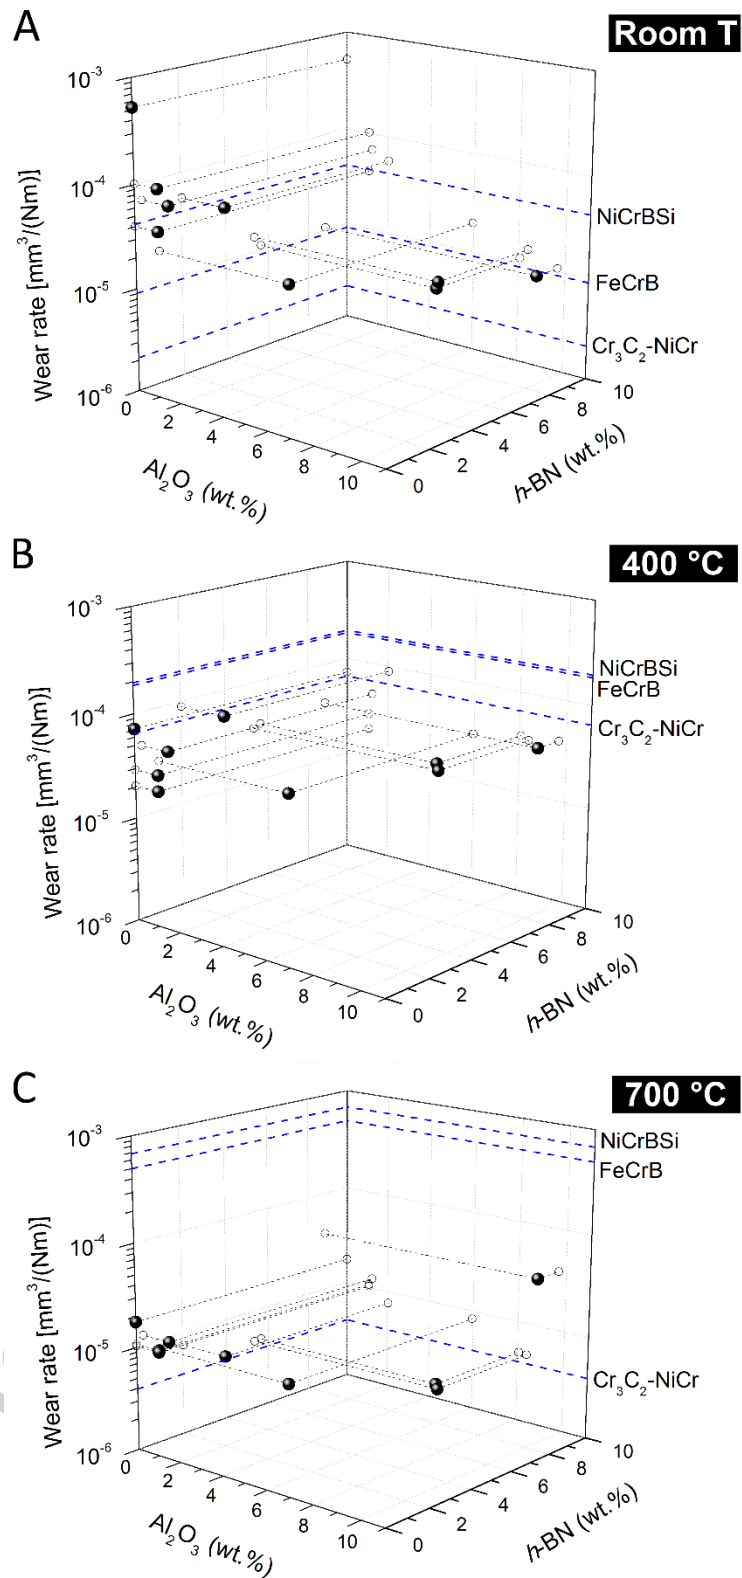 A
Room T
10⁻³
10⁻⁴
10⁻⁵
10⁻⁶
Wear rate [mm³/(Nm)]
NiCrBSi
FeCrB
Cr₃C₂-NiCr
0
2
4
6
8
10
Al₂O₃ (wt.%)
0
2
4
6
8
10
h-BN (wt.%)
B
400 °C
10⁻³
10⁻⁴
10⁻⁵
10⁻⁶
Wear rate [mm³/(Nm)]
NiCrBSi
FeCrB
Cr₃C₂-NiCr
0
2
4
6
8
10
Al₂O₃ (wt.%)
0
2
4
6
8
10
h-BN (wt.%)
C
700 °C
10⁻³
10⁻⁴
10⁻⁵
10⁻⁶
Wear rate [mm³/(Nm)]
NiCrBSi
FeCrB
Cr₃C₂-NiCr
0
2
4
6
8
10
Al₂O₃ (wt.%)
0
2
4
6
8
10
h-BN (wt.%)